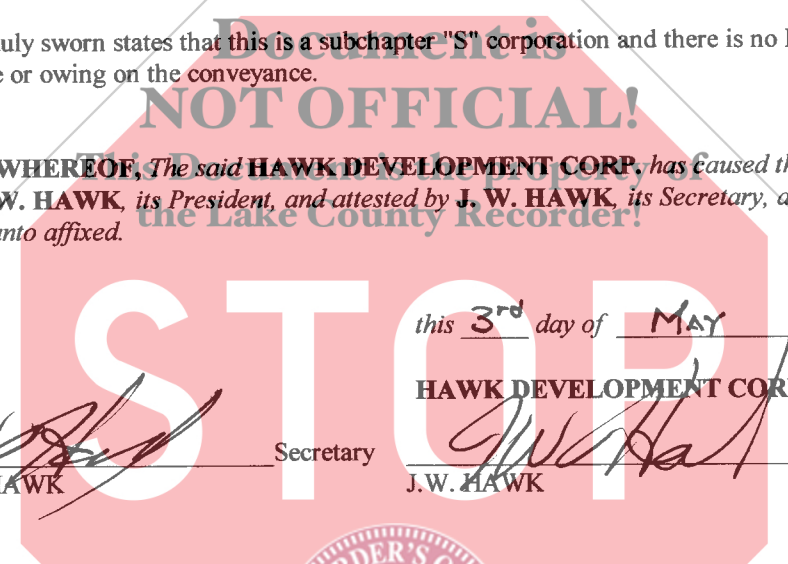 Document is
uly sworn states that this is a subchapter "S" corporation and there is no
e or owing on the conveyance.
NOT OFFICIAL!
This Document is the property of
WHEREOF, The said HAWK DEVELOPMENT CORP. has caused th
W. HAWK, its President, and attested by J. W. HAWK, its Secretary, a
the Lake County Recorder!
nto affixed.
STOP
this 3rd day of MAY
HAWK DEVELOPMENT COR
Secretary
HAWK
J.W. HAWK
RDER'S O